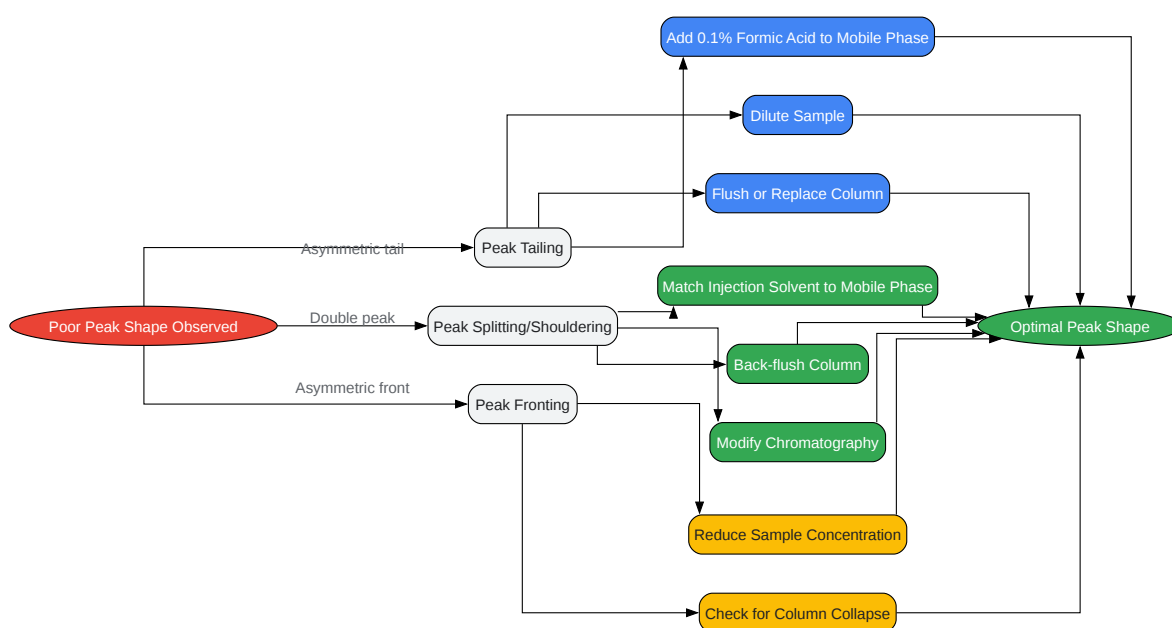 Add 0.1% Formic Acid to Mobile Phase
Dilute Sample
Flush or Replace Column
Asymmetric tail
Peak Tailing
Match Injection Solvent to Mobile Phase
Poor Peak Shape Observed
Double peak
Peak Splitting/Shouldering
Optimal Peak Shape
Back-flush Column
Asymmetric front
Peak Fronting
Modify Chromatography
Reduce Sample Concentration
Check for Column Collapse